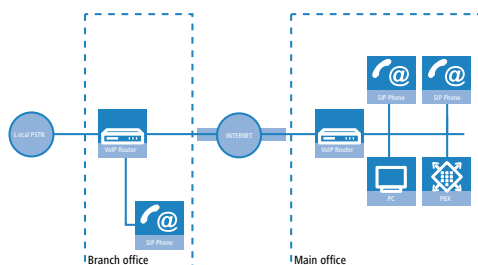 SIP Phone
SIP Phone
Local PSTN
VoIP Router
INTERNET
VoIP Router
PC
PBX
SIP Phone
Branch office
Main office